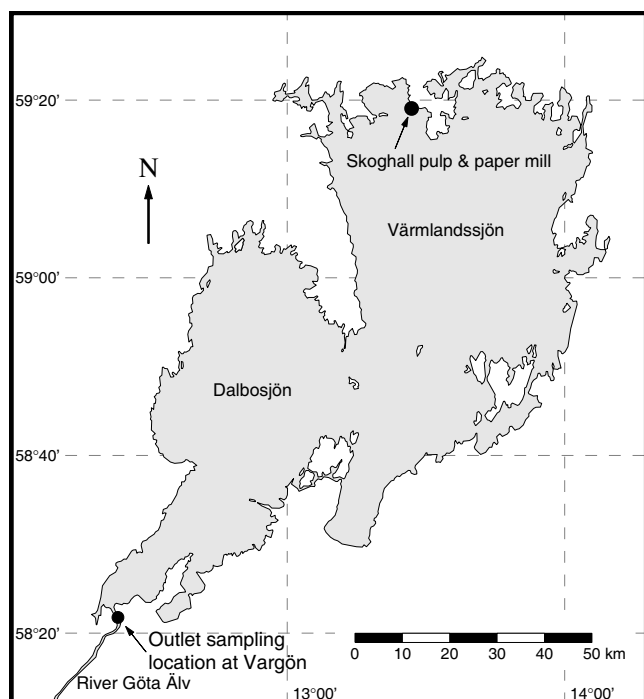 59°20'
Skoghall pulp & paper mill
N
Värmlandssjön
59°00'
Dalbosjön
58°40'
58°20'
Outlet sampling
location at Vargön
River Göta Älv
0 10 20 30 40 50 km
13°00' 14°00'